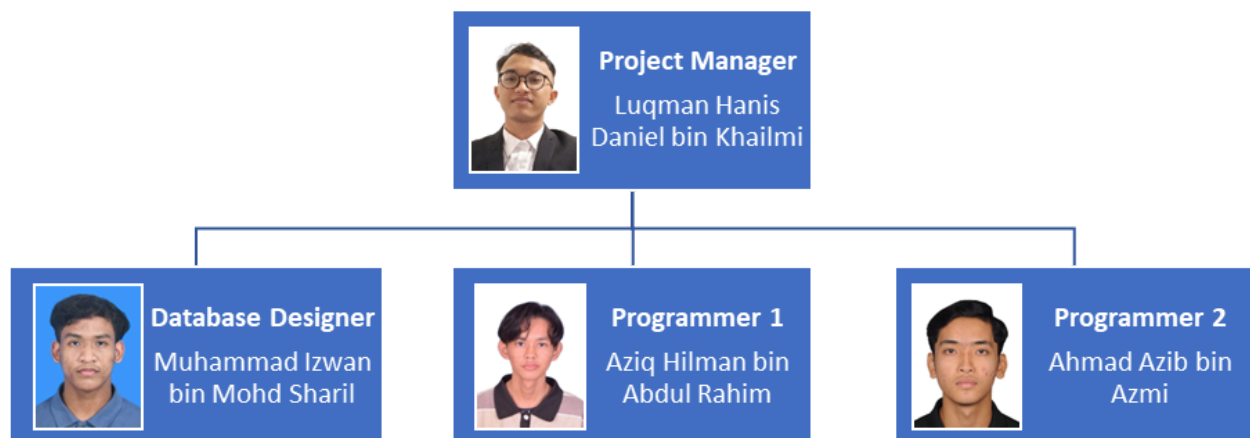 Project Manager
Luqman Hanis
Daniel bin Khailmi
Database Designer
Muhammad Izwan
bin Mohd Sharil
Programmer 1
Aziq Hilman bin
Abdul Rahim
Programmer 2
Ahmad Azib bin
Azmi